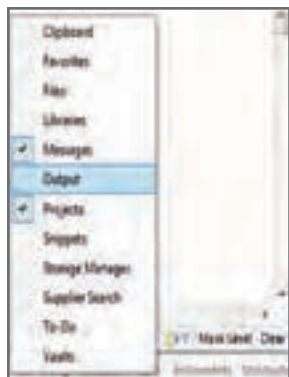 Clipboard
Favorites
Files
Libraries
Messages
Output
Projects
Snippets
Storage Manager
Supplier Search
To-Do
Vaults
Mask Level Clear